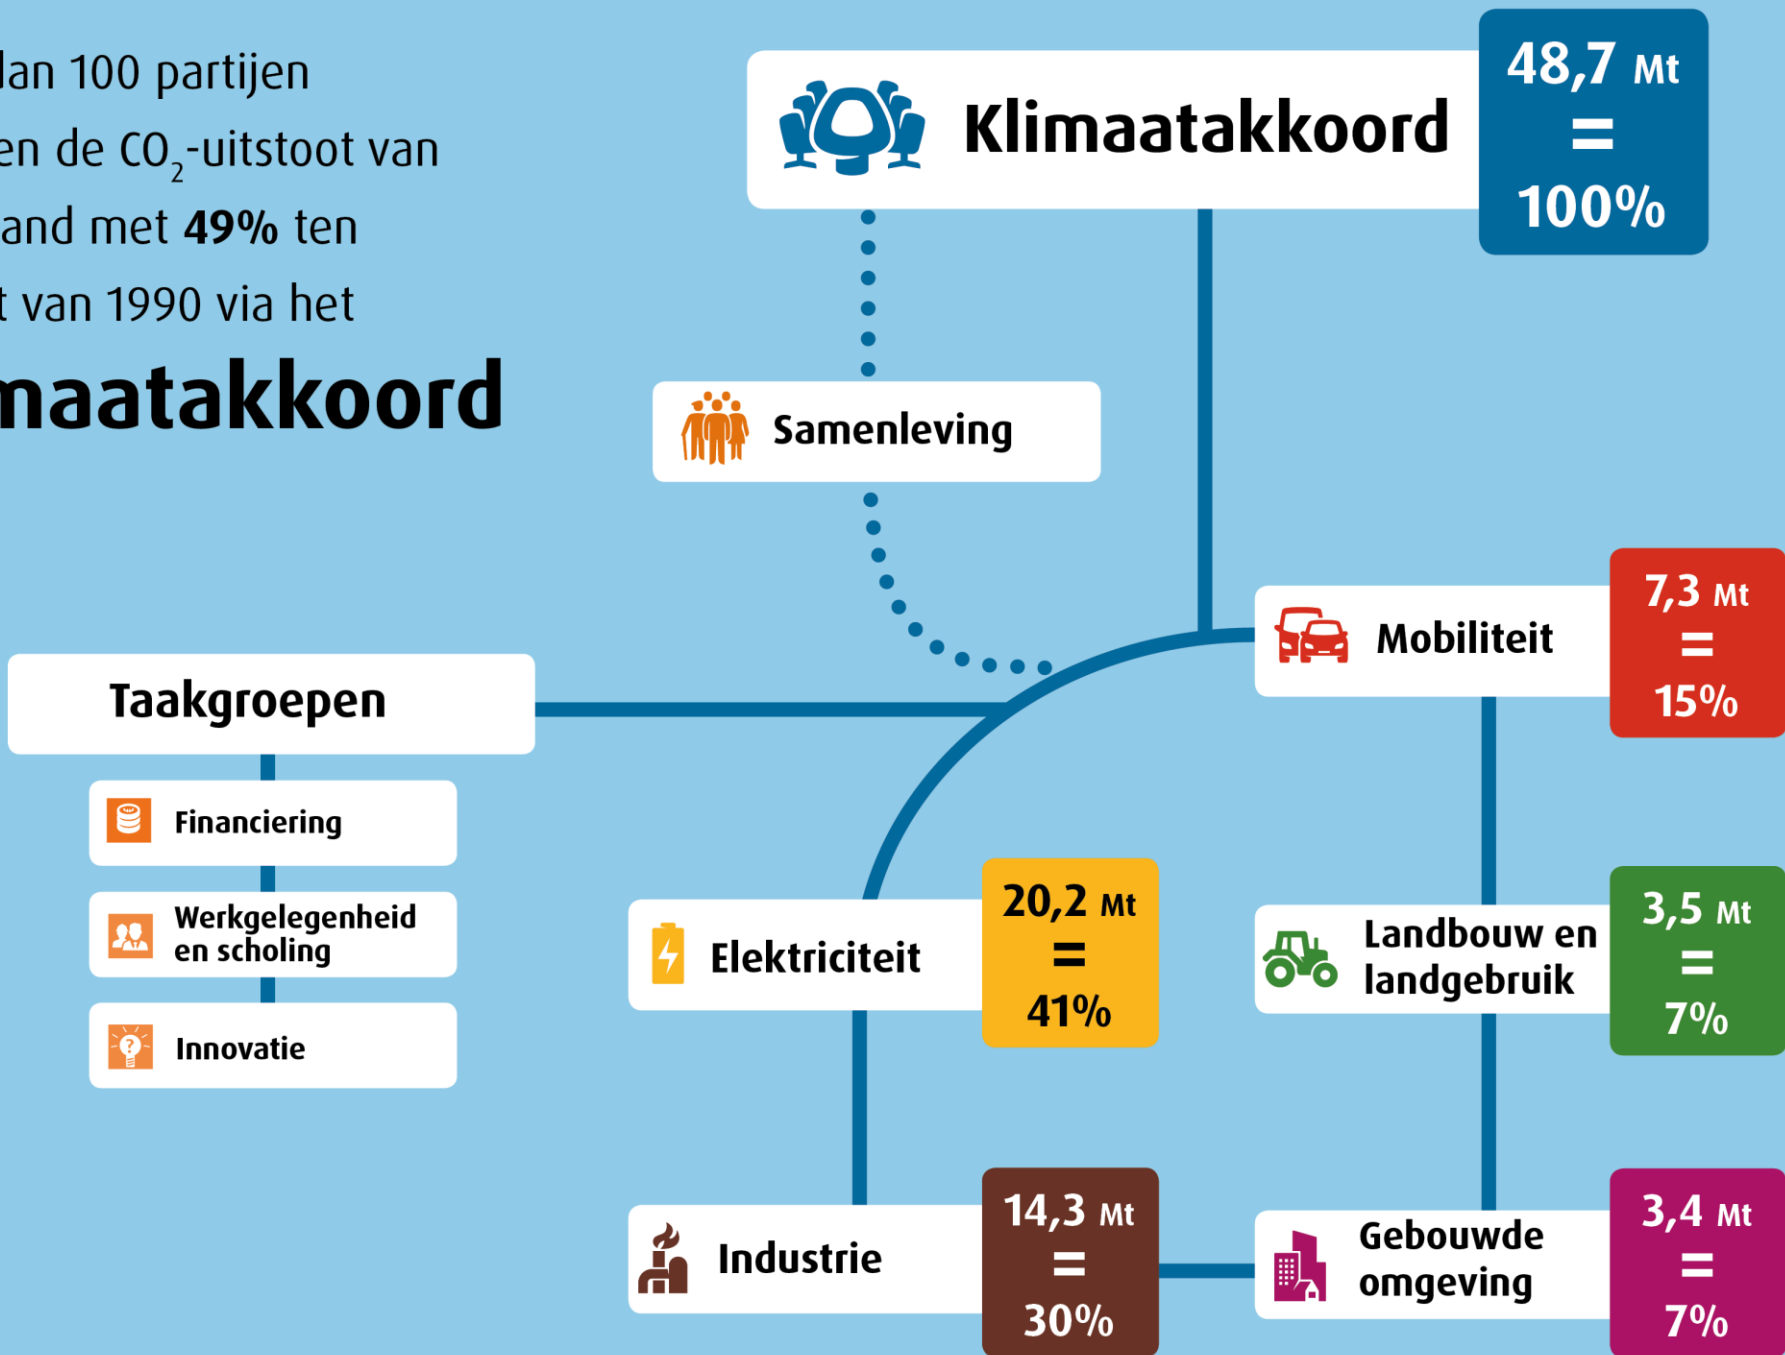 dan 100 partijen
en de CO₂-uitstoot van
and met 49% ten
t van 1990 via het
maatakkoord
Klimaatakkoord
48,7 Mt
=
100%
Samenleving
Taakgroepen
Financiering
Werkgelegenheid
en scholing
Innovatie
Mobiliteit
7,3 Mt
=
15%
Elektriciteit
20,2 Mt
=
41%
Landbouw en
landgebruik
3,5 Mt
=
7%
Industrie
14,3 Mt
=
30%
Gebouwde
omgeving
3,4 Mt
=
7%